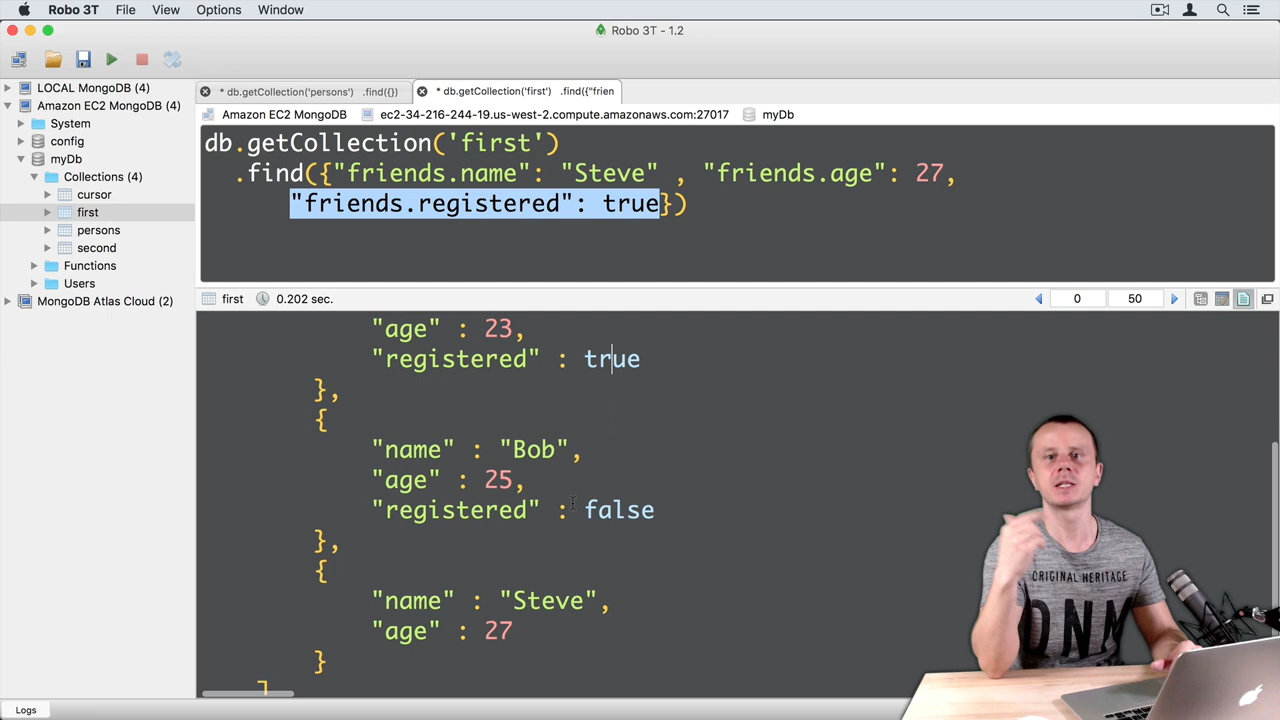 Robo 3T File View Options Window
Robo 3T - 1.2
LOCAL MongoDB (4)
Amazon EC2 MongoDB (4)
System
config
myDb
Collections (4)
cursor
first
persons
second
Functions
Users
MongoDB Atlas Cloud (2)
* db.getCollection('persons') .find({})
* db.getCollection('first') .find({"frien
Amazon EC2 MongoDB ec2-34-216-244-19.us-west-2.compute.amazonaws.com:27017 myDb
db.getCollection('first')
.find({"friends.name": "Steve" , "friends.age": 27,
"friends.registered": true})
first 0.202 sec. 0 50
"age" : 23,
"registered" : true
},
{
"name" : "Bob",
"age" : 25,
"registered" : false
},
{
"name" : "Steve",
"age" : 27
}
]
ORIGINAL HERITAGE
DNM
Logs